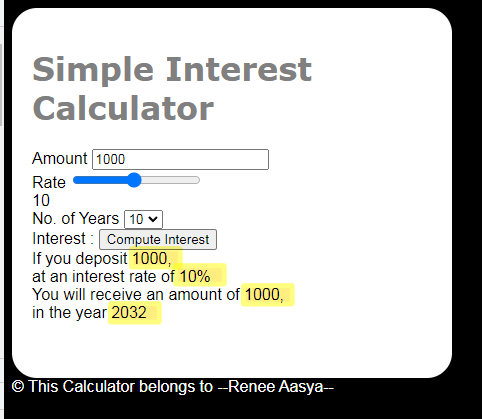 Simple Interest
Calculator
Amount 1000
Rate
10
No. of Years 10
Interest : Compute Interest
If you deposit 1000,
at an interest rate of 10%
You will receive an amount of 1000,
in the year 2032
© This Calculator belongs to --Renee Aasya--